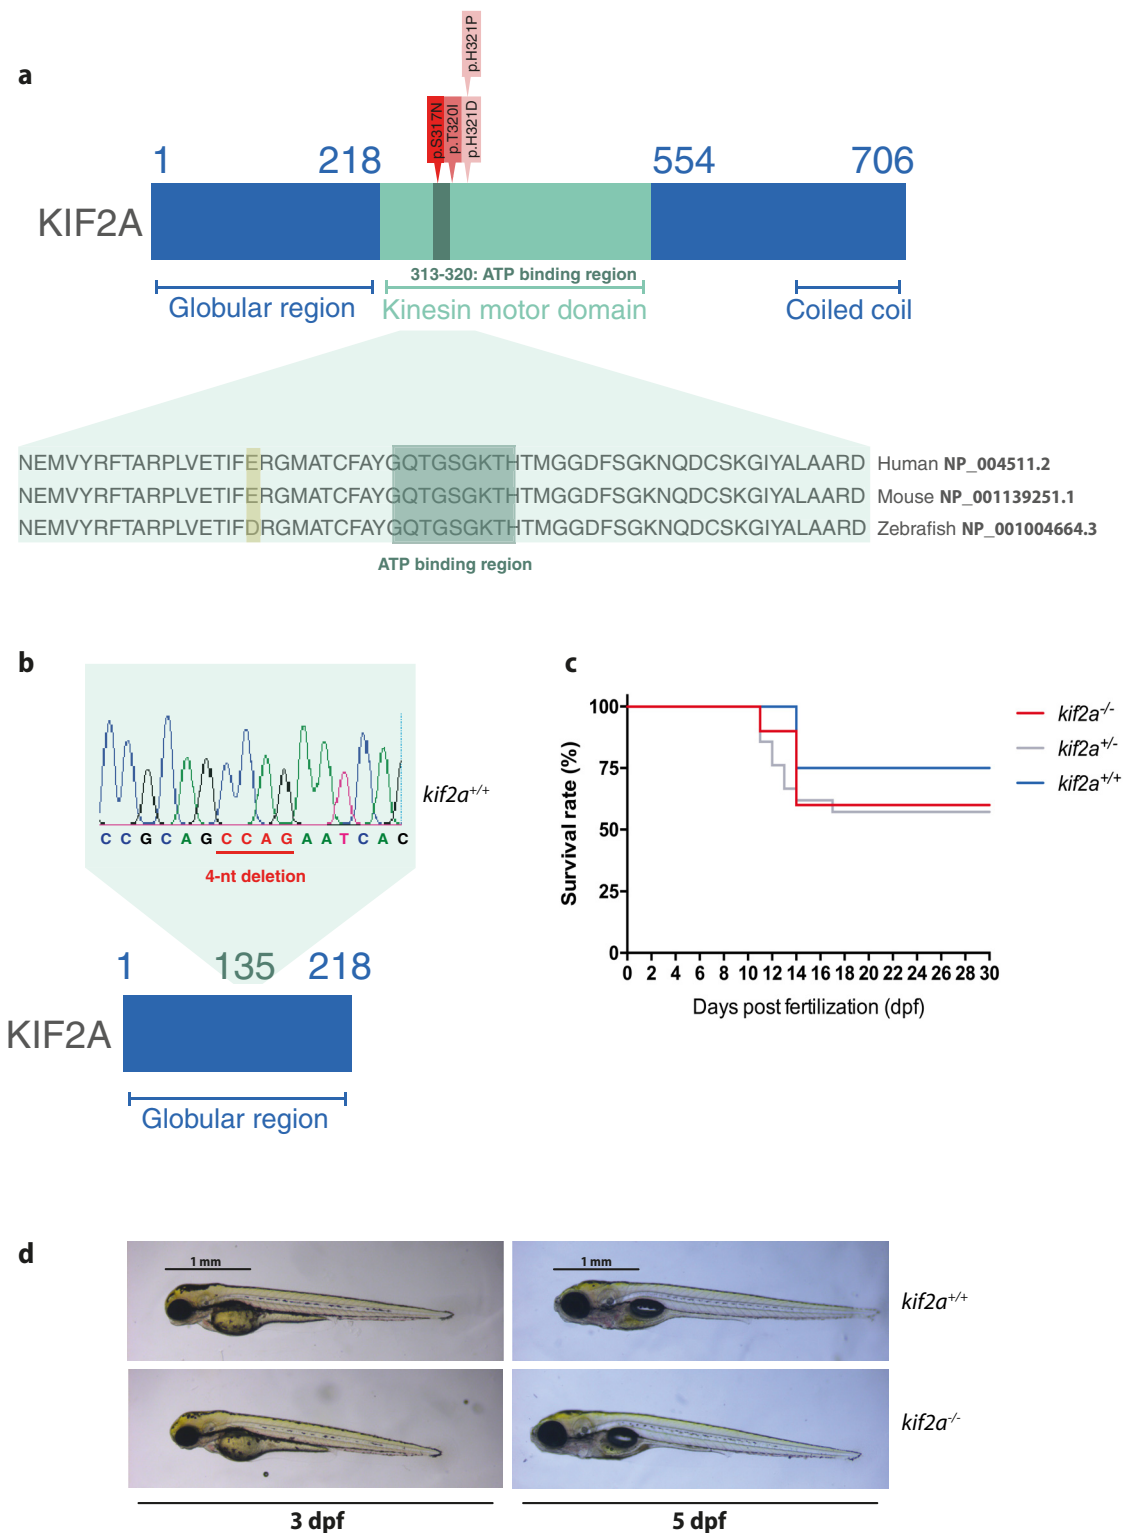 a
p.H321P
p.S317N
p.T320I
p.H321D
1 218 554 706
KIF2A
313-320: ATP binding region
Globular region Kinesin motor domain Coiled coil
NEMVYRFTARPLVETIFERGMATCFAYGQTGSGKTHTMGGDFSGKNQDCSKGIYALAARD Human NP_004511.2
NEMVYRFTARPLVETIFERGMATCFAYGQTGSGKTHTMGGDFSGKNQDCSKGIYALAARD Mouse NP_001139251.1
NEMVYRFTARPLVETIFDRGMATCFAYGQTGSGKTHTMGGDFSGKNQDCSKGIYALAARD Zebrafish NP_001004664.3
ATP binding region
b
kif2a+/+
C C G C A G C C A G A A T C A C
4-nt deletion
1 135 218
KIF2A
Globular region
c
100
75
50
25
0
Survival rate (%)
0 2 4 6 8 10 12 14 16 18 20 22 24 26 28 30
Days post fertilization (dpf)
kif2a-/-
kif2a+/-
kif2a+/+
d
1 mm 1 mm
kif2a+/+
kif2a-/-
3 dpf 5 dpf